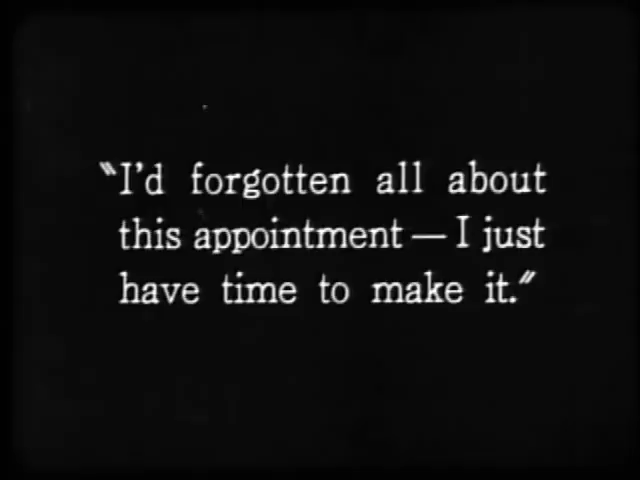 "I'd forgotten all about
this appointment — I just
have time to make it."